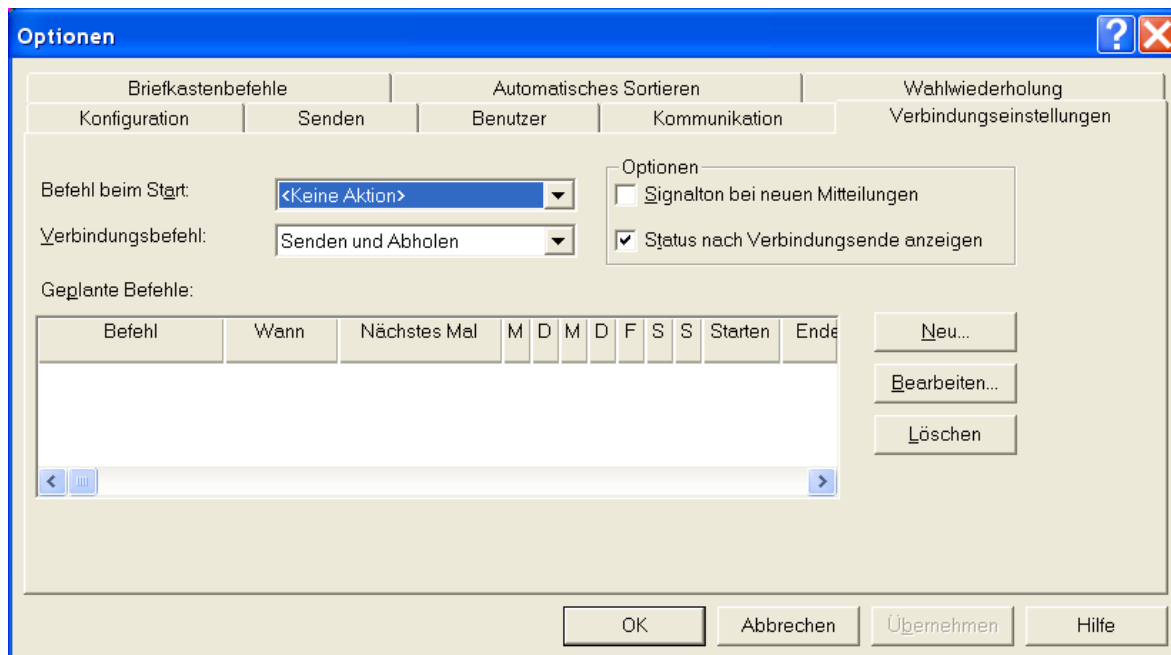 Optionen
Briefkastenbefehle Automatisches Sortieren Wahlwiederholung
Konfiguration Senden Benutzer Kommunikation Verbindungseinstellungen
Optionen
Befehl beim Start: <Keine Aktion> Signalton bei neuen Mitteilungen
Verbindungsbefehl: Senden und Abholen Status nach Verbindungsende anzeigen
Geplante Befehle:
Befehl Wann Nächstes Mal M D M D F S S Starten Ende
Neu...
Bearbeiten...
Löschen
OK Abbrechen Übernehmen Hilfe